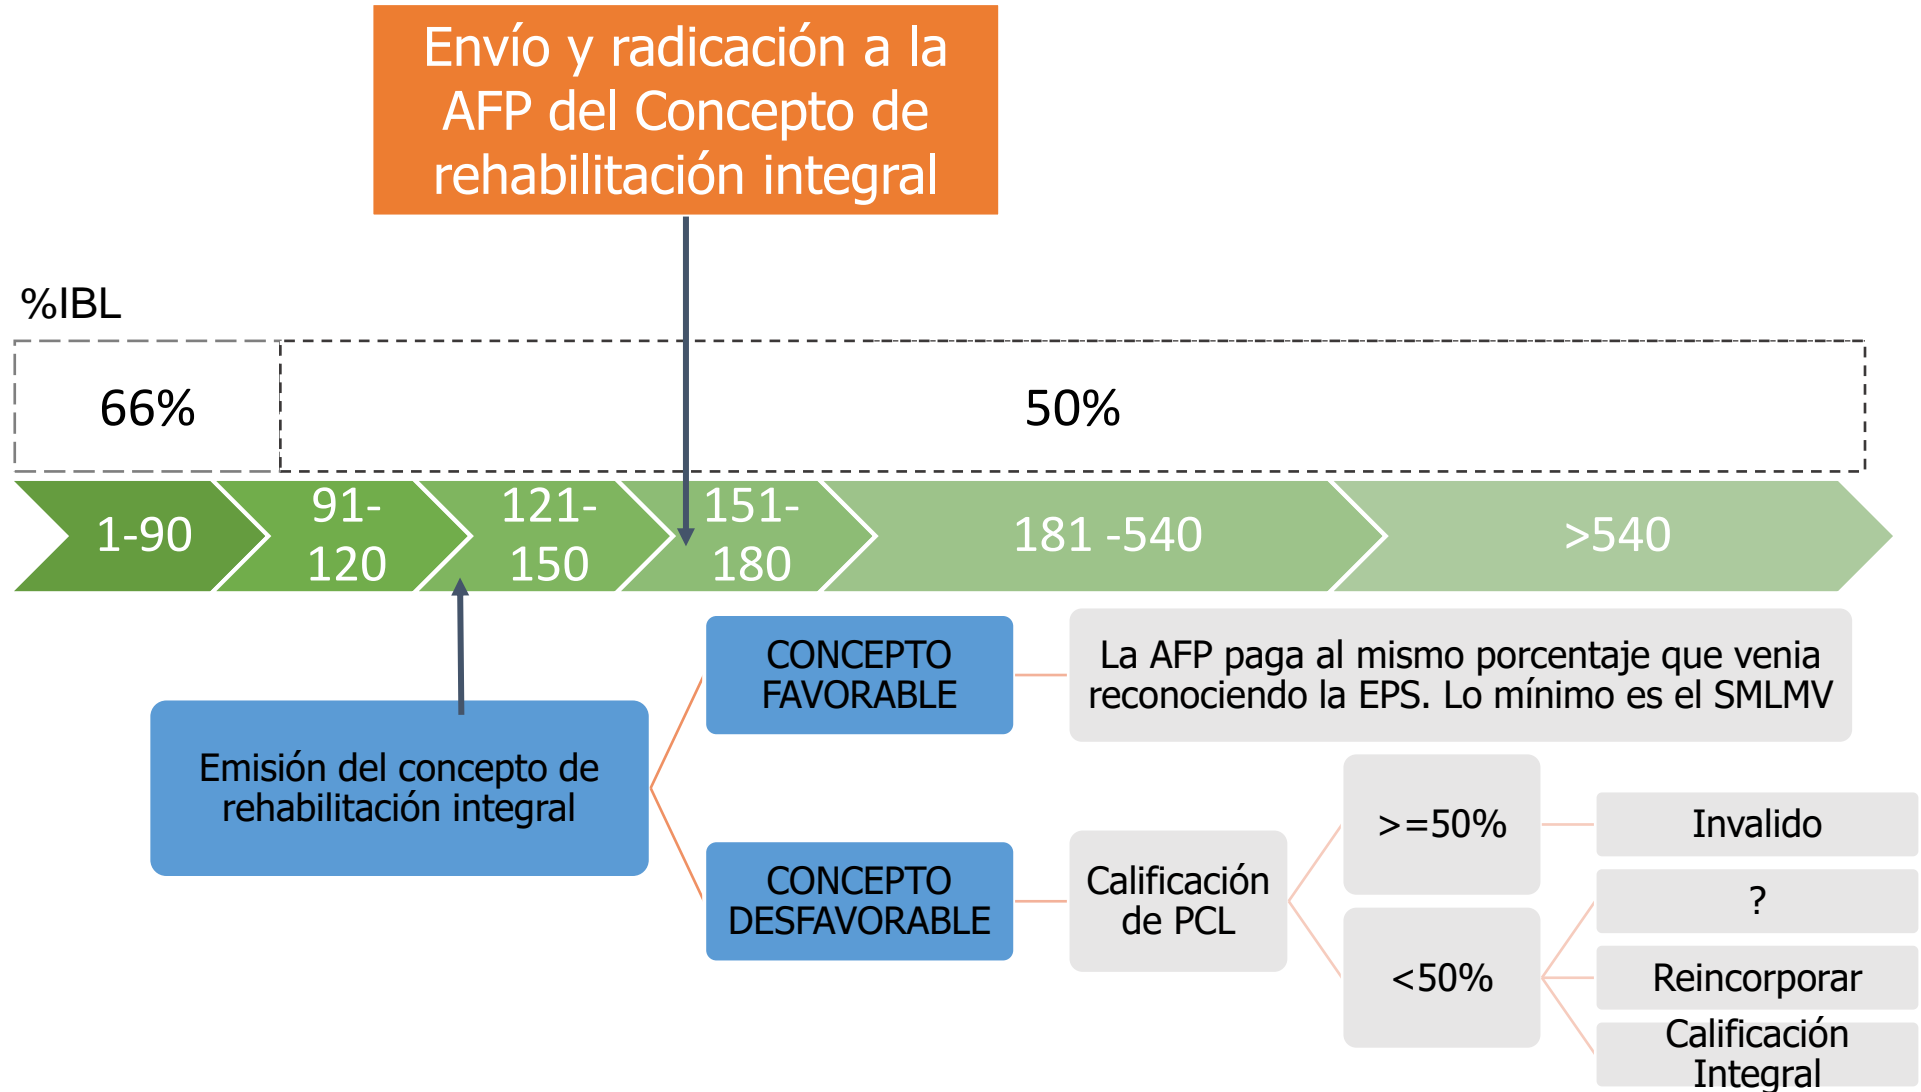 Envío y radicación a la
AFP del Concepto de
rehabilitación integral
%IBL
66%
50%
1-90
91-
120
121-
150
151-
180
181 -540
>540
CONCEPTO
FAVORABLE
La AFP paga al mismo porcentaje que venia
reconociendo la EPS. Lo mínimo es el SMLMV
Emisión del concepto de
rehabilitación integral
CONCEPTO
DESFAVORABLE
Calificación
de PCL
>=50%
Invalido
?
<50%
Reincorporar
Calificación
Integral